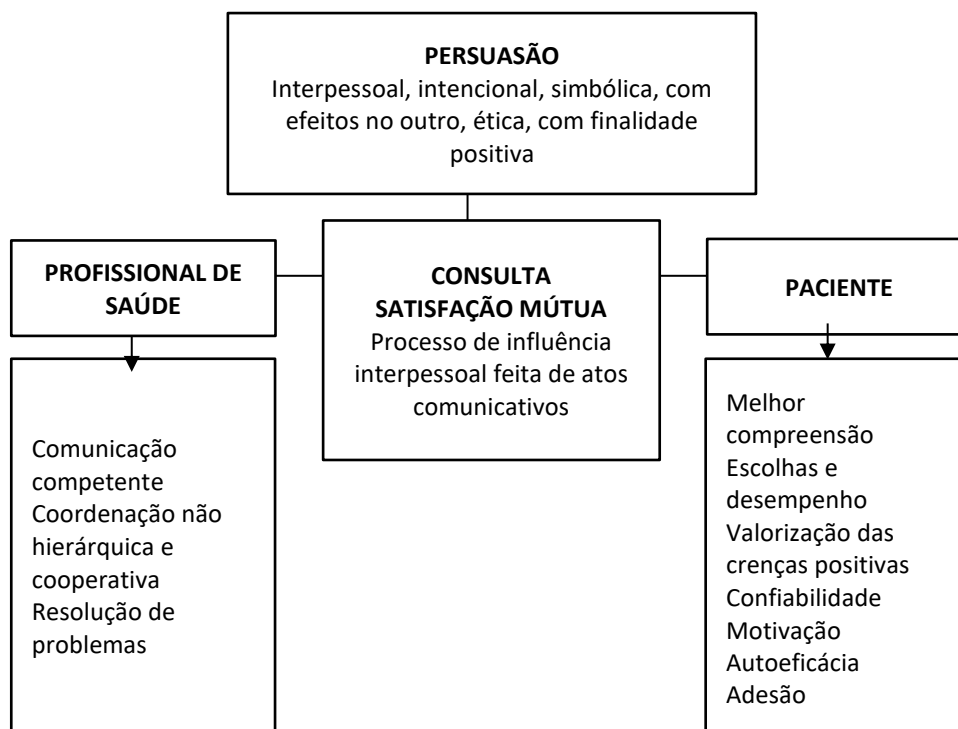 PERSUASÃO
Interpessoal, intencional, simbólica, com
efeitos no outro, ética, com finalidade
positiva
PROFISSIONAL DE
SAÚDE
CONSULTA
SATISFAÇÃO MÚTUA
Processo de influência
interpessoal feita de atos
comunicativos
PACIENTE
Comunicação
competente
Coordenação não
hierárquica e
cooperativa
Resolução de
problemas
Melhor
compreensão
Escolhas e
desempenho
Valorização das
crenças positivas
Confiabilidade
Motivação
Autoeficácia
Adesão